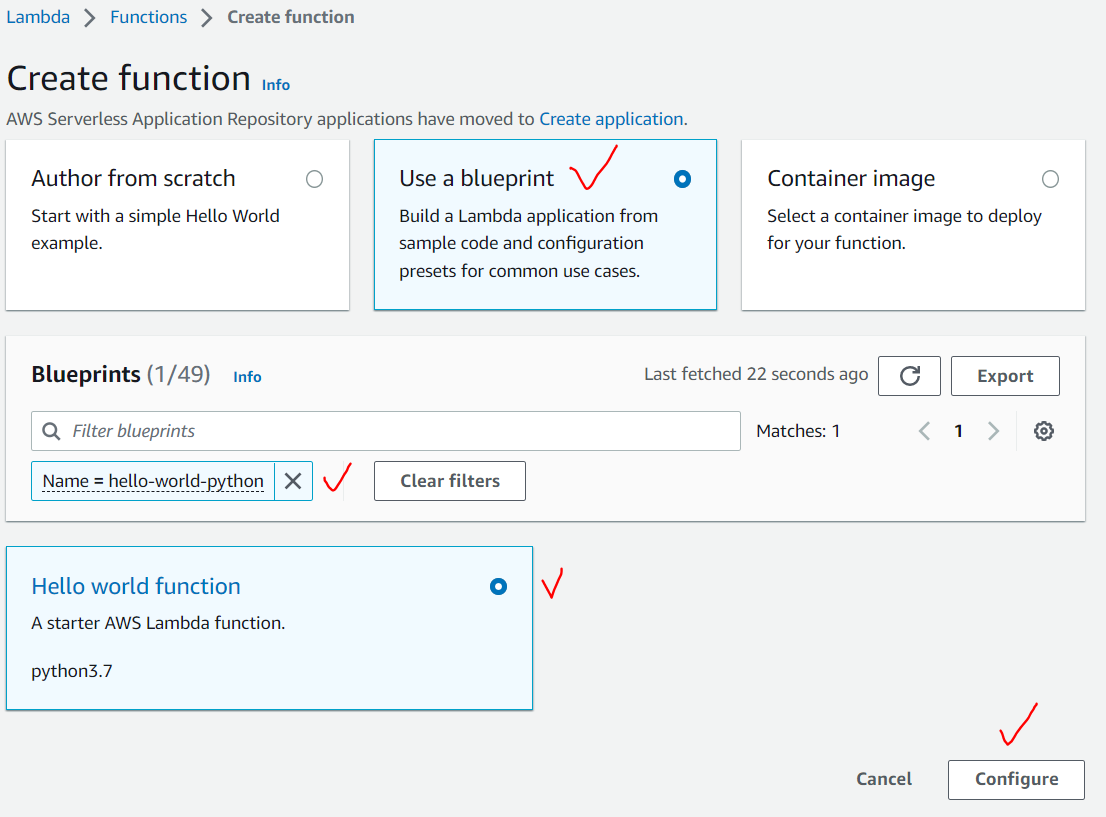 Lambda > Functions > Create function
Create function Info
AWS Serverless Application Repository applications have moved to Create application.
Author from scratch
Start with a simple Hello World
example.
Use a blueprint
Build a Lambda application from
sample code and configuration
presets for common use cases.
Container image
Select a container image to deploy
for your function.
Blueprints (1/49) Info
Last fetched 22 seconds ago
Export
Filter blueprints
Matches: 1
1
Name = hello-world-python
Clear filters
Hello world function
A starter AWS Lambda function.
python3.7
Cancel
Configure